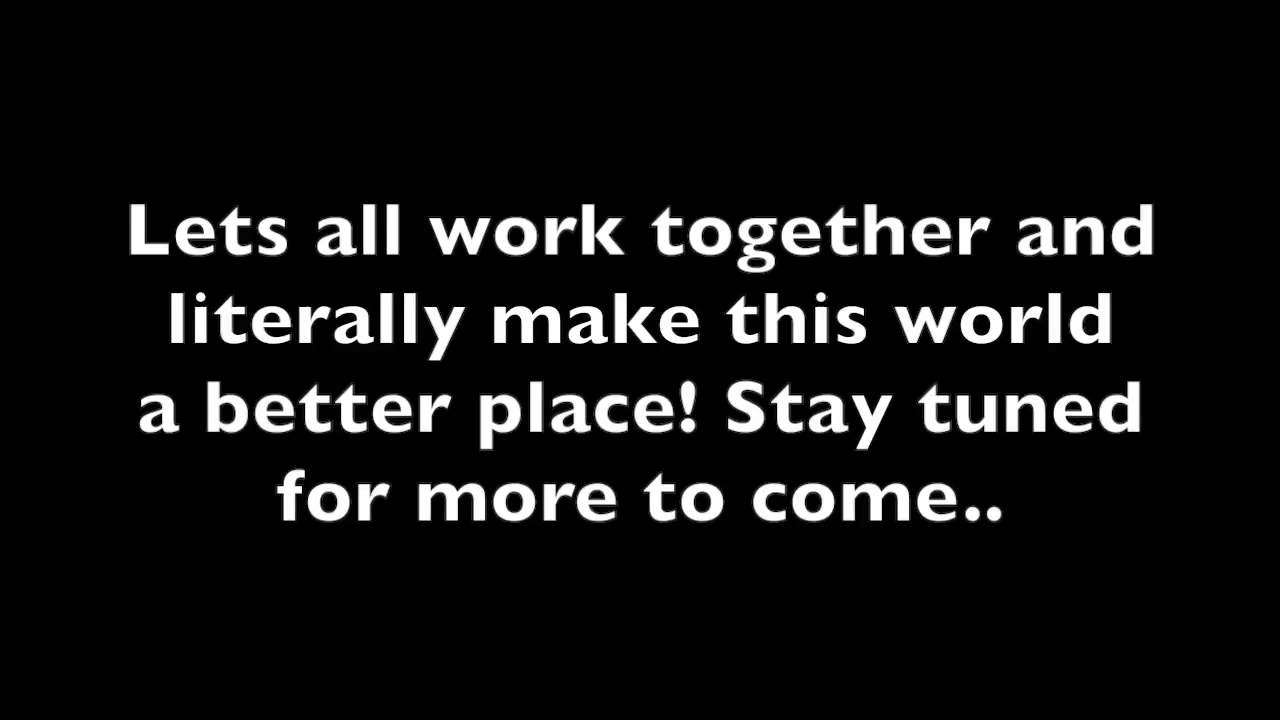 Lets all work together and
literally make this world
a better place! Stay tuned
for more to come..